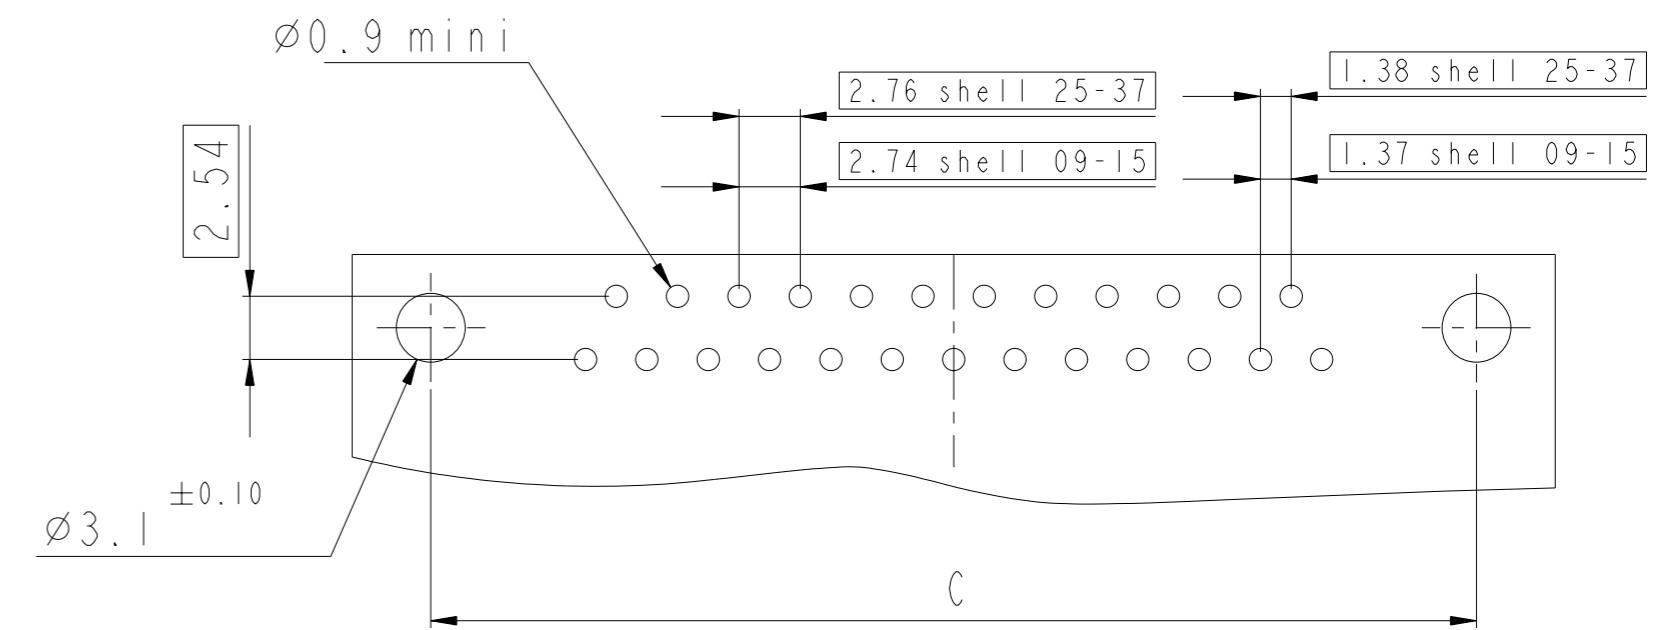 Ø0.9 mini
2.76 shell 25-37
1.38 shell 25-37
2.74 shell 09-15
1.37 shell 09-15
2.54
±0.10
Ø3.1
C